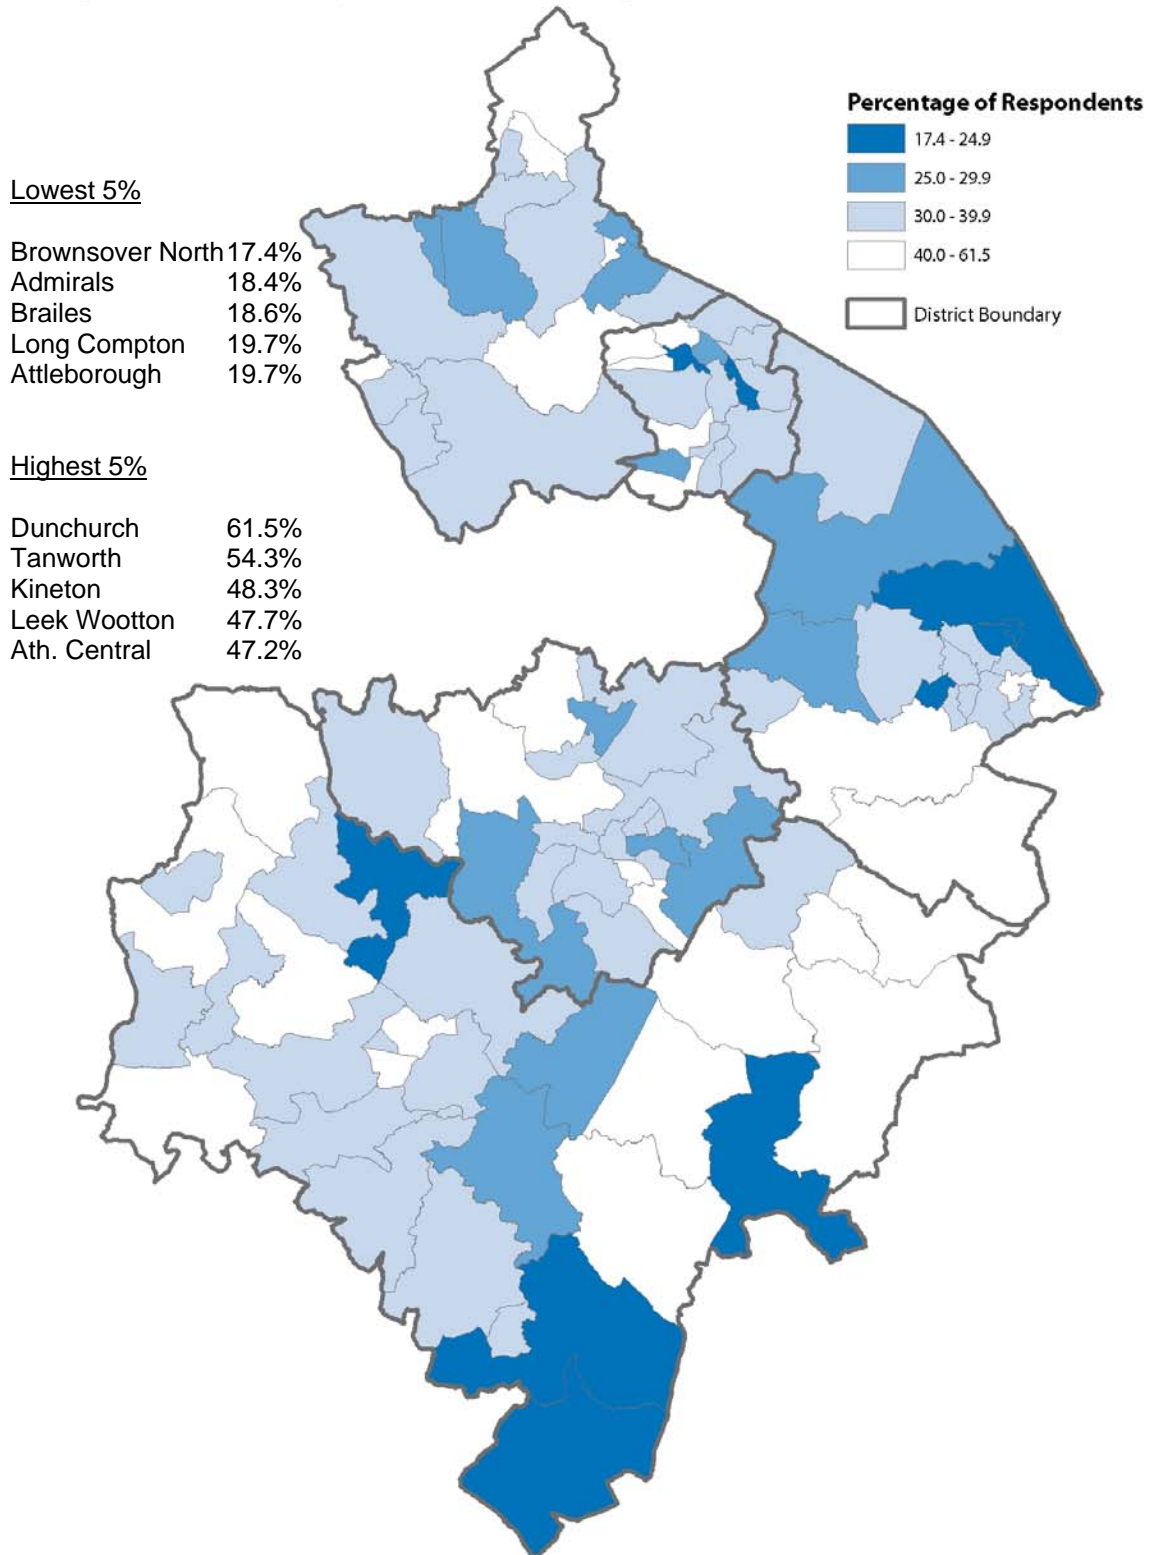 Percentage of Respondents
17.4 - 24.9
25.0 - 29.9
30.0 - 39.9
40.0 - 61.5
District Boundary
Lowest 5%
Brownsover North 17.4%
Admirals 18.4%
Brailes 18.6%
Long Compton 19.7%
Attleborough 19.7%
Highest 5%
Dunchurch 61.5%
Tanworth 54.3%
Kineton 48.3%
Leek Wootton 47.7%
Ath. Central 47.2%